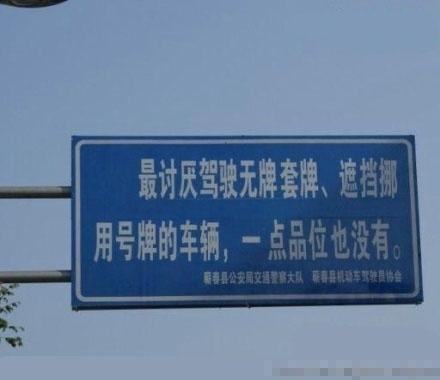 最讨厌驾驶无牌套牌、遮挡挪
用号牌的车辆，一点品位也没有。
蕲春县公安局交通警察大队 蕲春县机动车驾驶员协会